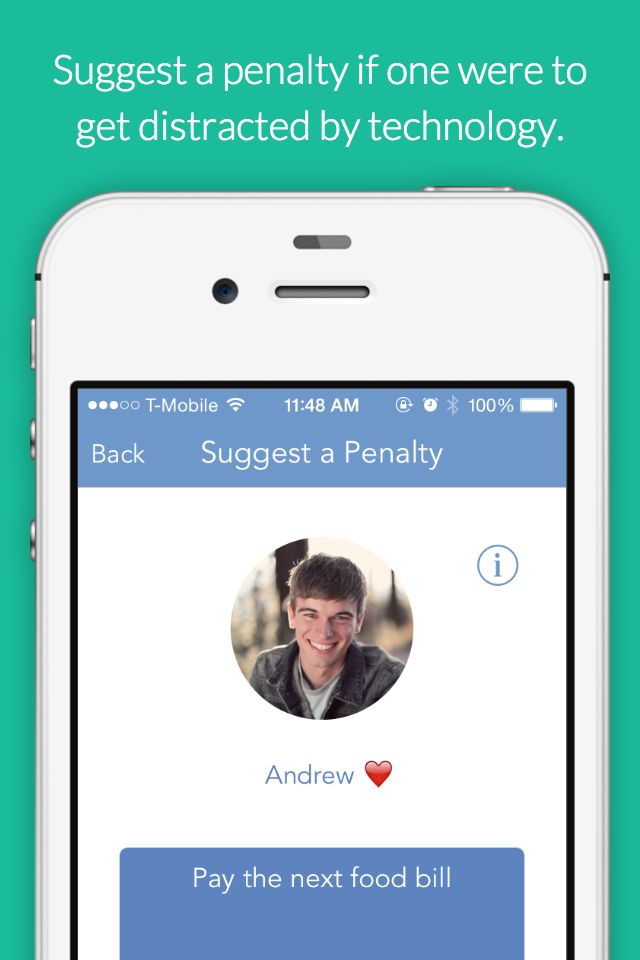 Suggest a penalty if one were to
get distracted by technology.
T-Mobile 11:48 AM 100%
Back Suggest a Penalty
i
Andrew ❤️
Pay the next food bill